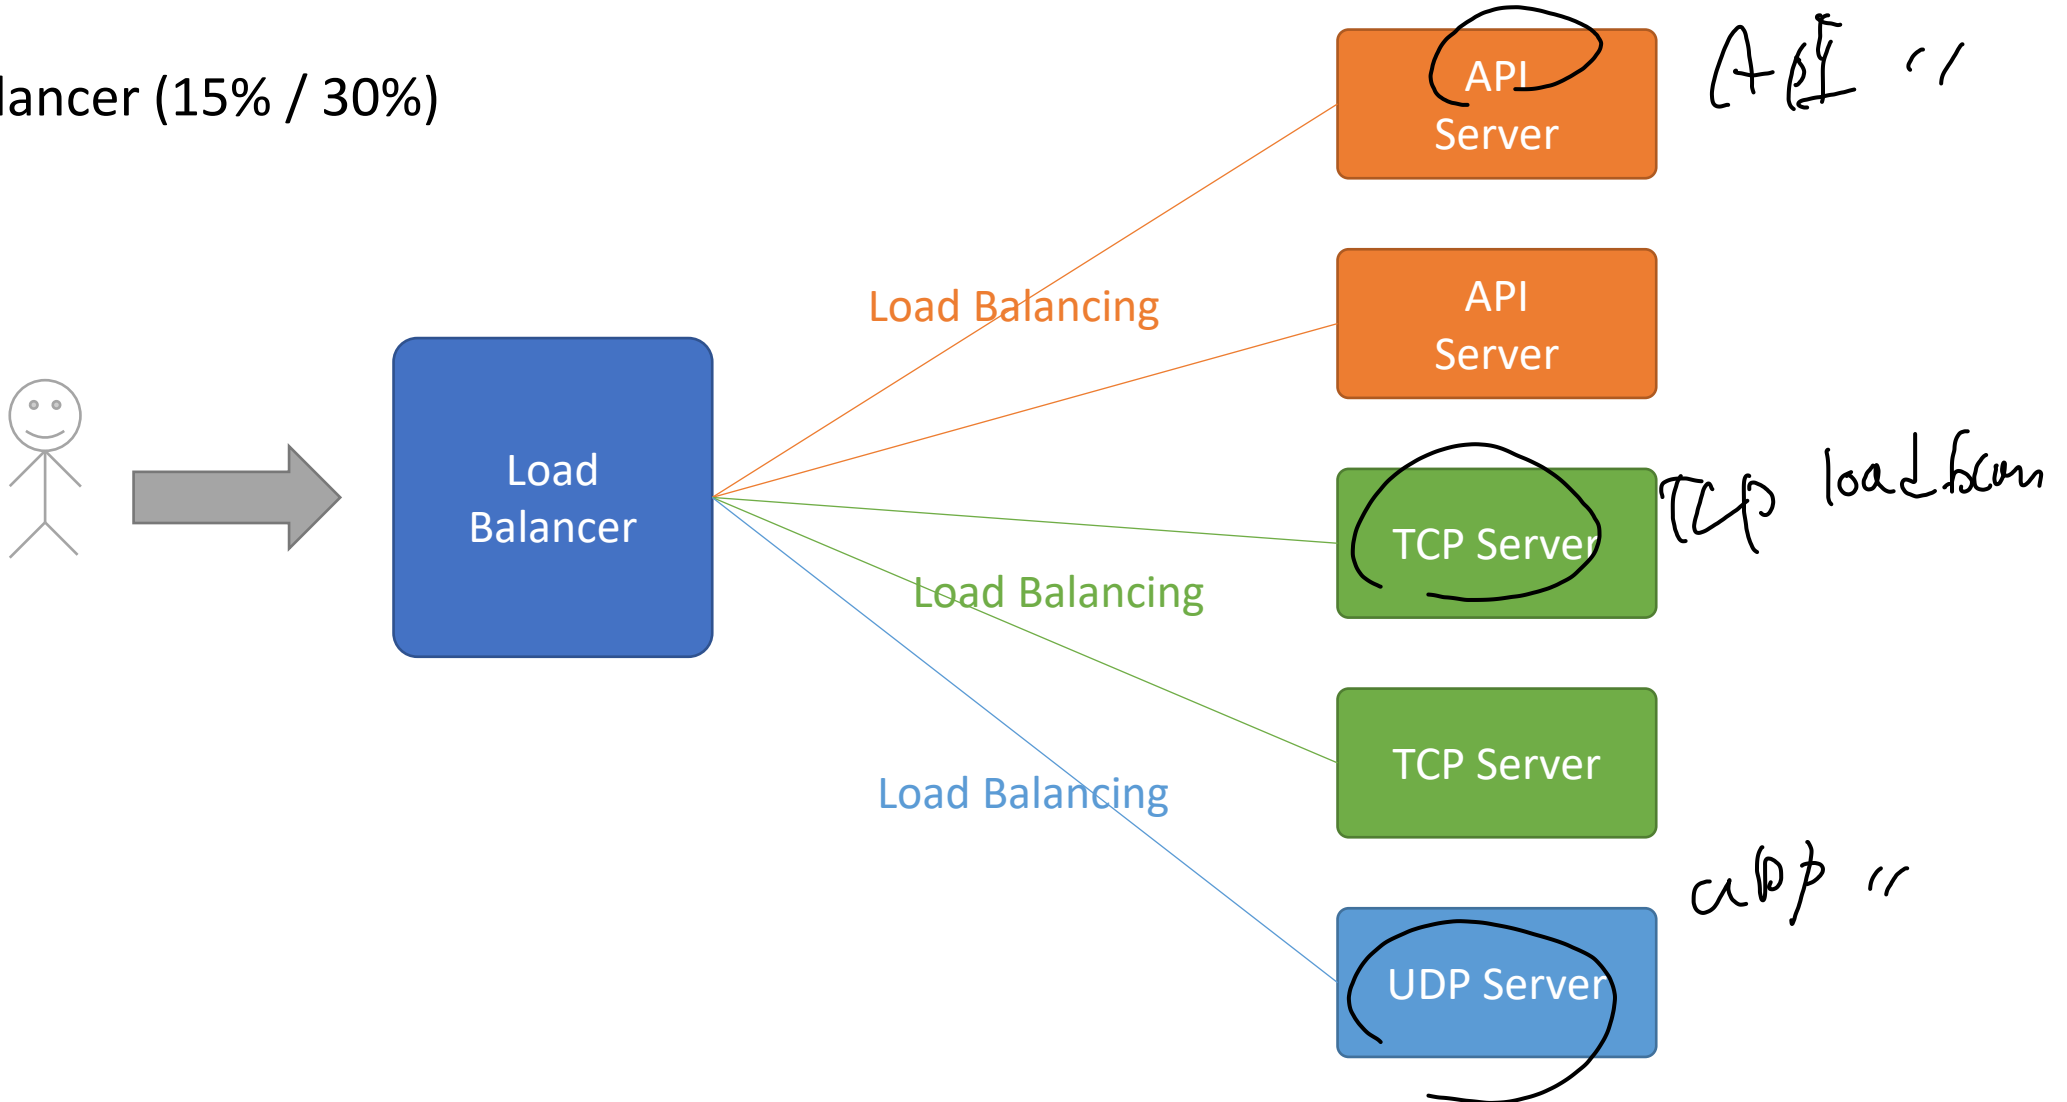 lancer (15% / 30%)
API
Server
API 〃
Load Balancing
API
Server
Load
Balancer
TCP Server
TCP load
Load Balancing
TCP Server
Load Balancing
UDP 〃
UDP Server